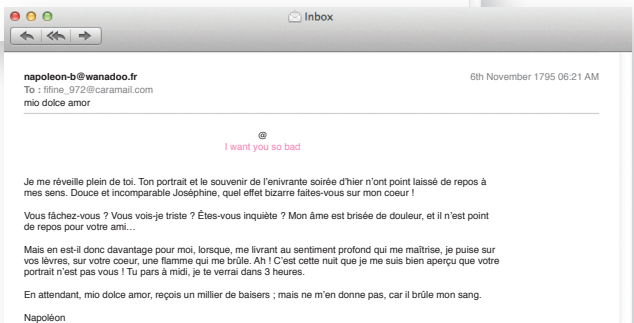 Inbox
napoleon-b@wanadoo.fr
6th November 1795 06:21 AM
To : fifine_972@caramail.com
mio dolce amor
@
I want you so bad
Je me réveille plein de toi. Ton portrait et le souvenir de l'enivrante soirée d'hier n'ont point laissé de repos à
mes sens. Douce et incomparable Joséphine, quel effet bizarre faites-vous sur mon coeur !
Vous fâchez-vous ? Vous vois-je triste ? Êtes-vous inquiète ? Mon âme est brisée de douleur, et il n'est point
de repos pour votre ami…
Mais en est-il donc davantage pour moi, lorsque, me livrant au sentiment profond qui me maîtrise, je puise sur
vos lèvres, sur votre coeur, une flamme qui me brûle. Ah ! C'est cette nuit que je me suis bien aperçu que votre
portrait n'est pas vous ! Tu pars à midi, je te verrai dans 3 heures.
En attendant, mio dolce amor, reçois un millier de baisers ; mais ne m'en donne pas, car il brûle mon sang.
Napoléon